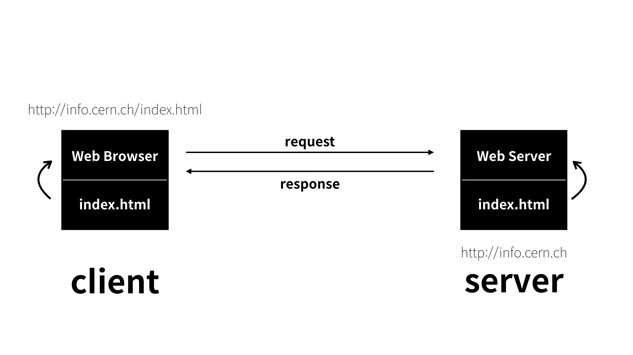 http://info.cern.ch/index.html
Web Browser
index.html
request
response
Web Server
index.html
http://info.cern.ch
client
server